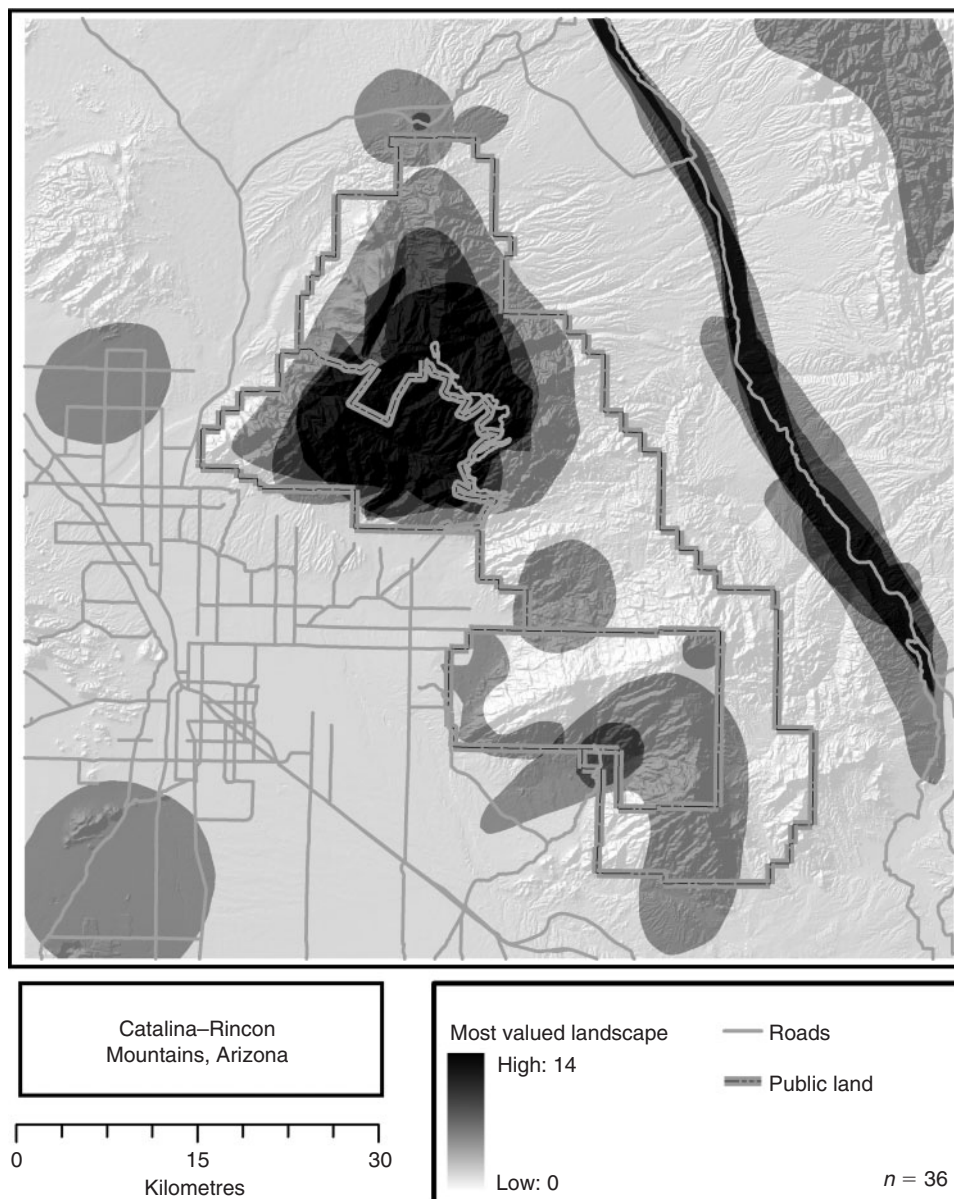 Catalina–Rincon
Mountains, Arizona
0
15
30
Kilometres
Most valued landscape
High: 14
Low: 0
Roads
Public land
n = 36